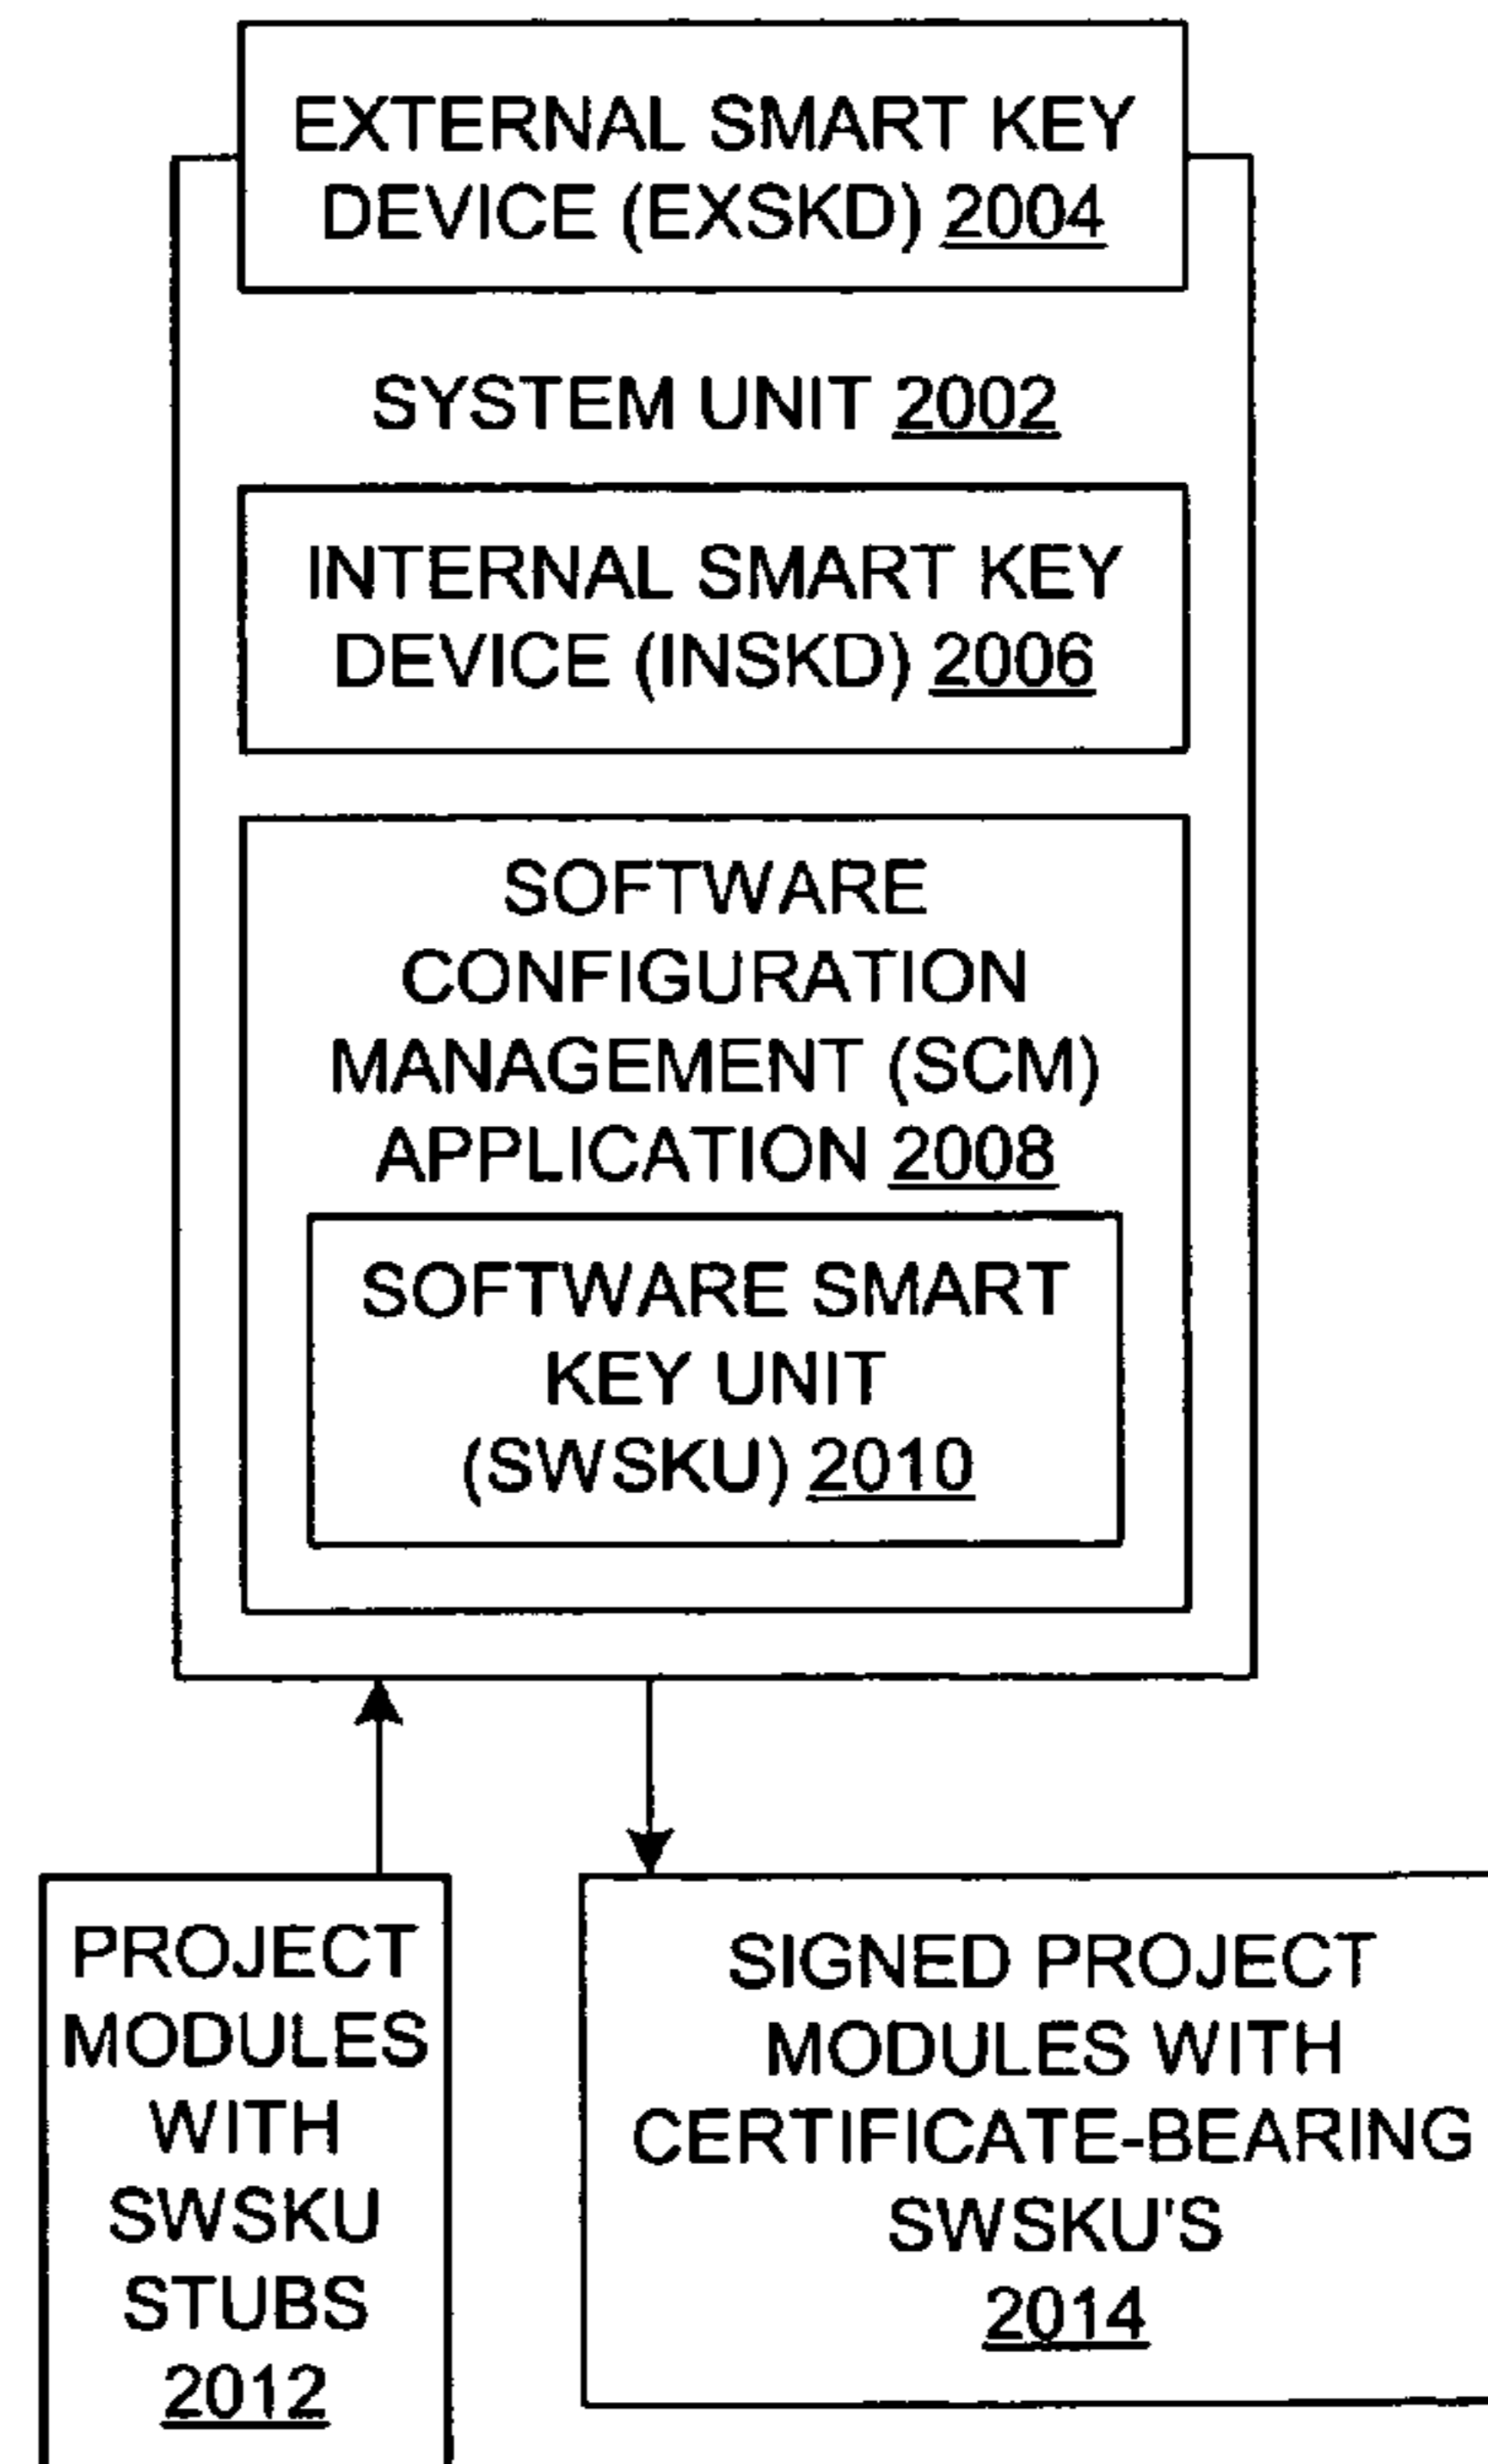 EXTERNAL SMART KEY
DEVICE (EXSKD) 2004
SYSTEM UNIT 2002
INTERNAL SMART KEY
DEVICE (INSKD) 2006
SOFTWARE
CONFIGURATION
MANAGEMENT (SCM)
APPLICATION 2008
SOFTWARE SMART
KEY UNIT
(SWSKU) 2010
PROJECT
MODULES
WITH
SWSKU
STUBS
2012
SIGNED PROJECT
MODULES WITH
CERTIFICATE-BEARING
SWSKU'S
2014